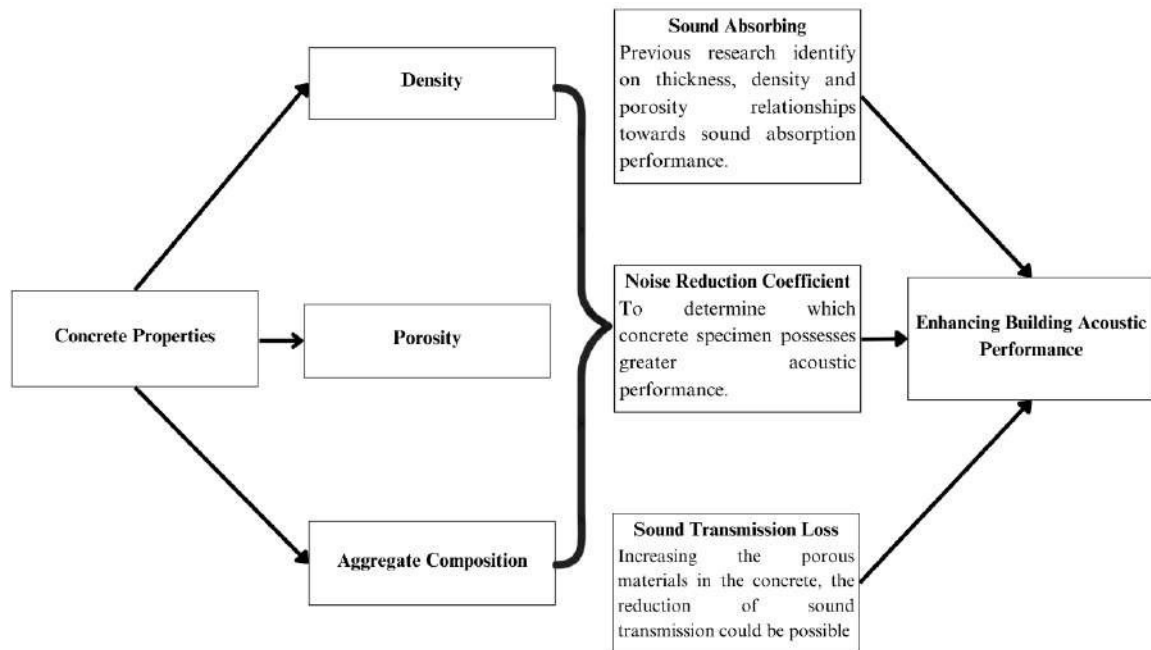 Concrete Properties
Density
Porosity
Aggregate Composition
Sound Absorbing
Previous research identify
on thickness, density and
porosity relationships
towards sound absorption
performance.
Noise Reduction Coefficient
To determine which
concrete specimen possesses
greater acoustic
performance.
Sound Transmission Loss
Increasing the porous
materials in the concrete, the
reduction of sound
transmission could be possible
Enhancing Building Acoustic
Performance